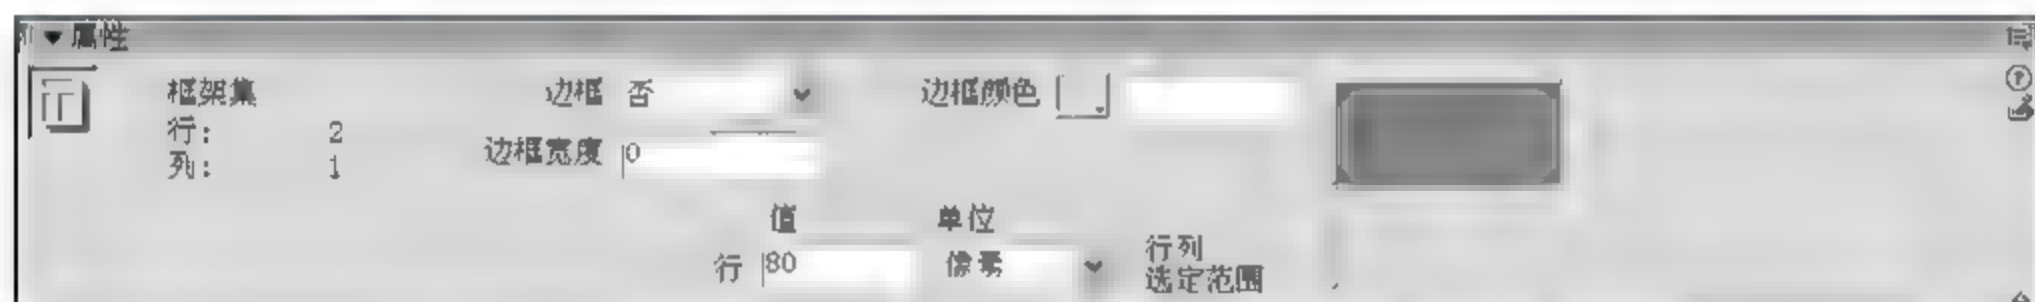 属性
框架集 边框 否 边框颜色
行: 2
列: 1
边框宽度 0
值 单位
行 80 像素 行列
选定范围